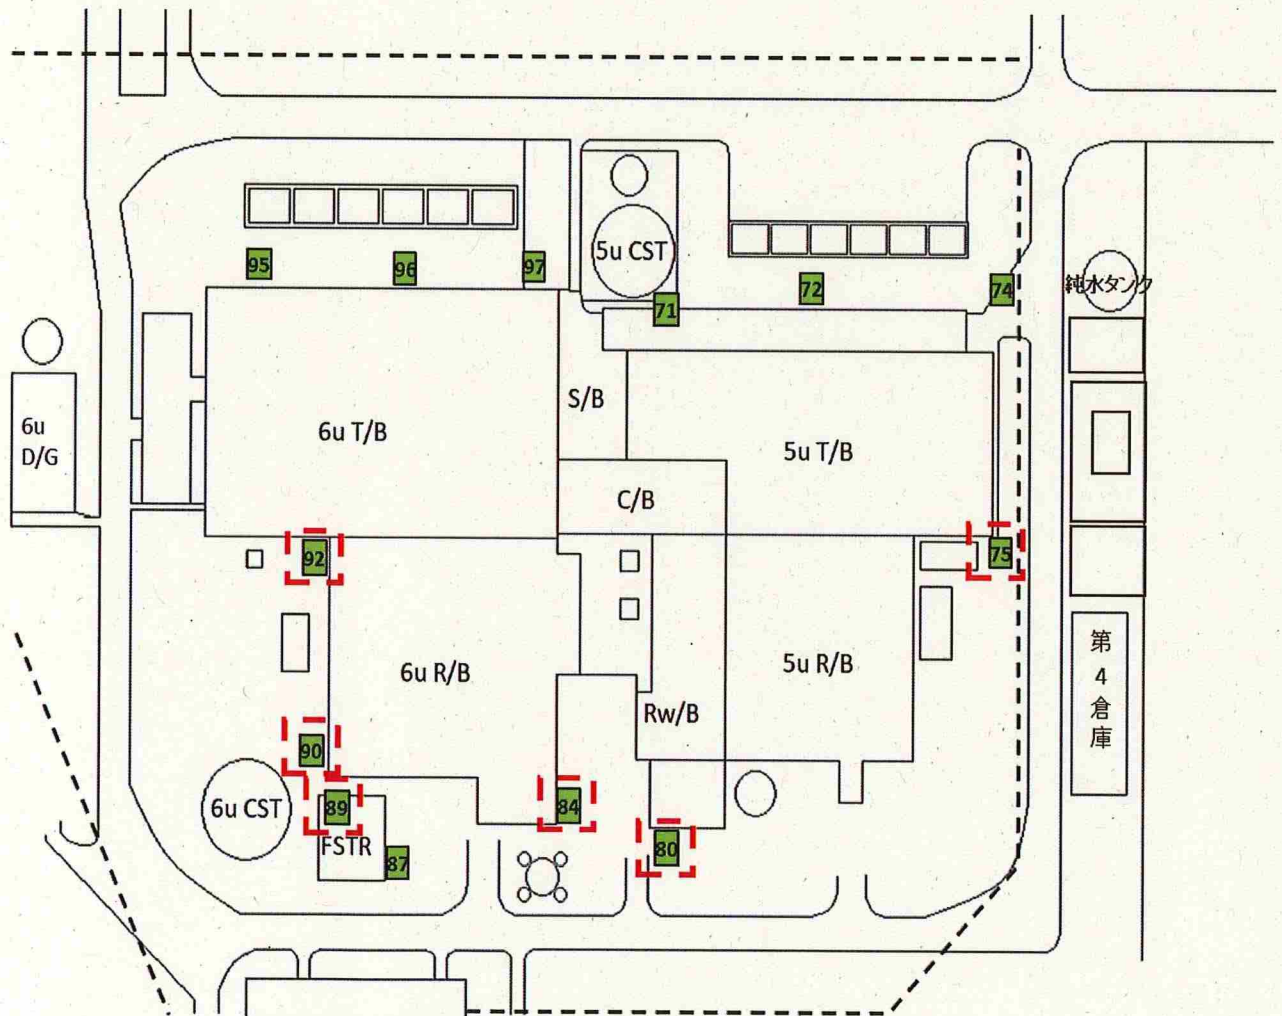 5u CST
95
96
97
72
74
純水タンク
71
S/B
6u T/B
6u
D/G
5u T/B
C/B
92
75
6u R/B
5u R/B
第
4
倉
庫
Rw/B
90
6u CST
89
84
FSTR
80
87